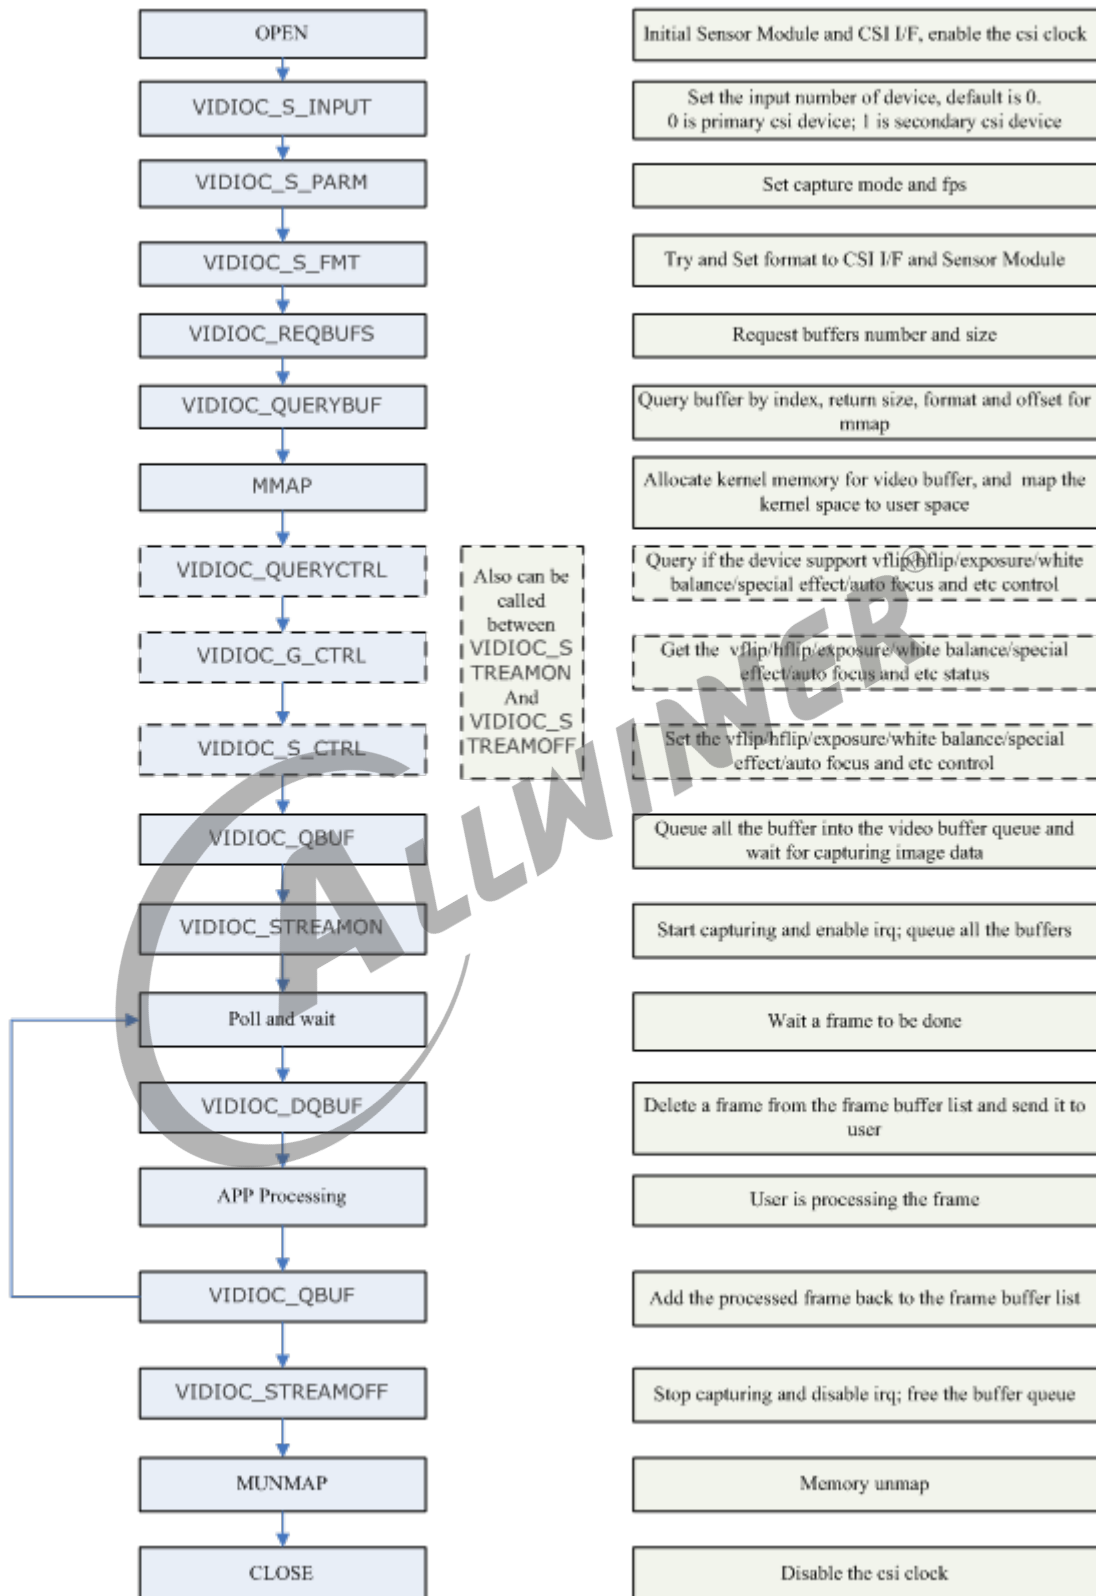 OPEN
Initial Sensor Module and CSI I/F, enable the csi clock
VIDIOC_S_INPUT
Set the input number of device, default is 0.
0 is primary csi device; 1 is secondary csi device
VIDIOC_S_PARM
Set capture mode and fps
VIDIOC_S_FMT
Try and Set format to CSI I/F and Sensor Module
VIDIOC_REQBUFS
Request buffers number and size
VIDIOC_QUERYBUF
Query buffer by index, return size, format and offset for
mmap
MMAP
Allocate kernel memory for video buffer, and map the
kernel space to user space
VIDIOC_QUERYCTRL
Query if the device support vflip/hflip/exposure/white
balance/special effect/auto focus and etc control
VIDIOC_G_CTRL
Get the vflip/hflip/exposure/white balance/special
effect/auto focus and etc status
VIDIOC_S_CTRL
Set the vflip/hflip/exposure/white balance/special
effect/auto focus and etc control
Also can be
called
between
VIDIOC_S
TREAMON
And
VIDIOC_S
TREAMOFF
VIDIOC_QBUF
Queue all the buffer into the video buffer queue and
wait for capturing image data
VIDIOC_STREAMON
Start capturing and enable irq; queue all the buffers
Poll and wait
Wait a frame to be done
VIDIOC_DQBUF
Delete a frame from the frame buffer list and send it to
user
APP Processing
User is processing the frame
VIDIOC_QBUF
Add the processed frame back to the frame buffer list
VIDIOC_STREAMOFF
Stop capturing and disable irq; free the buffer queue
MUNMAP
Memory unmap
CLOSE
Disable the csi clock
ALLWINNER®